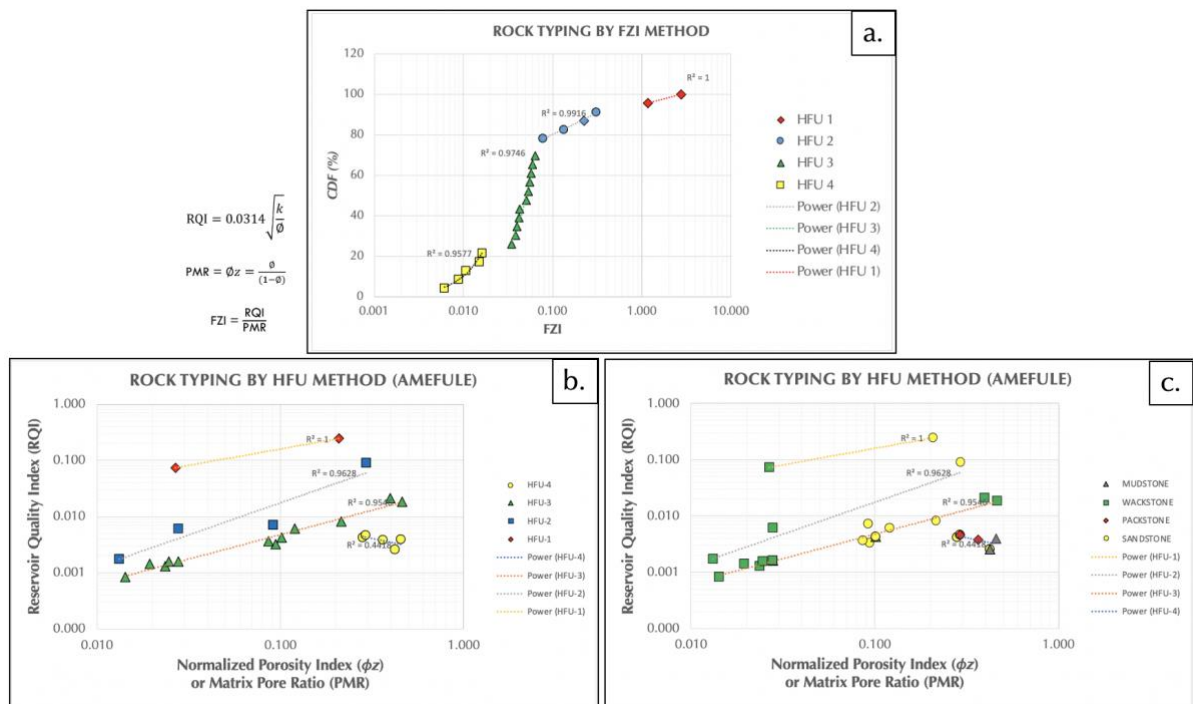 ROCK TYPING BY FZI METHOD
a.
120
100
80
60
40
20
0
CDF (%)
R² = 1
R² = 0.9916
R² = 0.9746
R² = 0.9577
0.001
0.010
0.100
1.000
10.000
FZI
HFU 1
HFU 2
HFU 3
HFU 4
Power (HFU 2)
Power (HFU 3)
Power (HFU 4)
Power (HFU 1)
RQI = 0.0314 √(k/Ø)
PMR = Øz = Ø/(1−Ø)
FZI = RQI/PMR
ROCK TYPING BY HFU METHOD (AMEFULE)
b.
Reservoir Quality Index (RQI)
1.000
0.100
0.010
0.001
0.000
R² = 1
R² = 0.9628
0.010
0.100
1.000
Normalized Porosity Index (ϕz)
or Matrix Pore Ratio (PMR)
HFU-4
HFU-3
HFU-2
HFU-1
Power (HFU-4)
Power (HFU-3)
Power (HFU-2)
Power (HFU-1)
ROCK TYPING BY HFU METHOD (AMEFULE)
c.
Reservoir Quality Index (RQI)
1.000
0.100
0.010
0.001
0.000
R² = 1
R² = 0.9628
0.010
0.100
1.000
Normalized Porosity Index (ϕz)
or Matrix Pore Ratio (PMR)
MUDSTONE
WACKSTONE
PACKSTONE
SANDSTONE
Power (HFU-1)
Power (HFU-2)
Power (HFU-3)
Power (HFU-4)